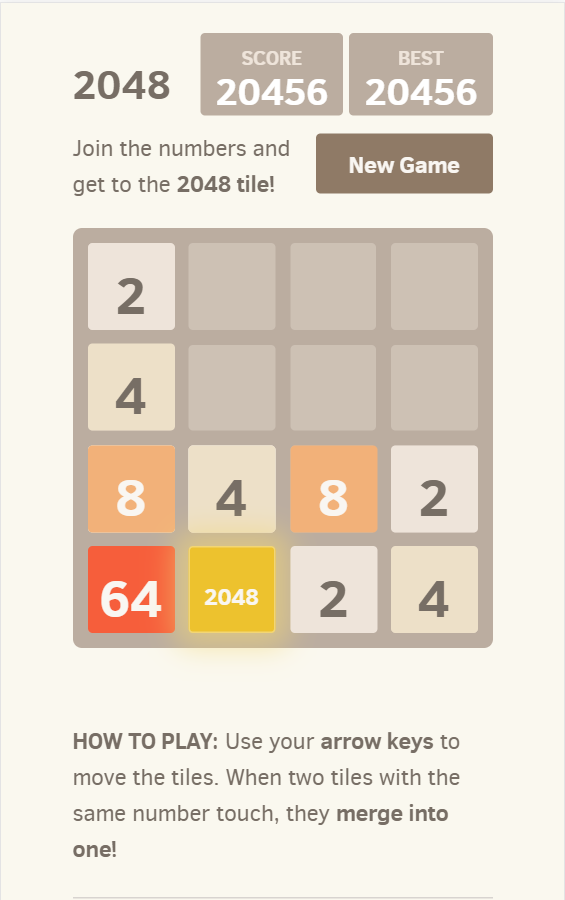 2048
SCORE
20456
BEST
20456
Join the numbers and
get to the 2048 tile!
New Game
2
4
8 4 8 2
64 2048 2 4
HOW TO PLAY: Use your arrow keys to
move the tiles. When two tiles with the
same number touch, they merge into
one!